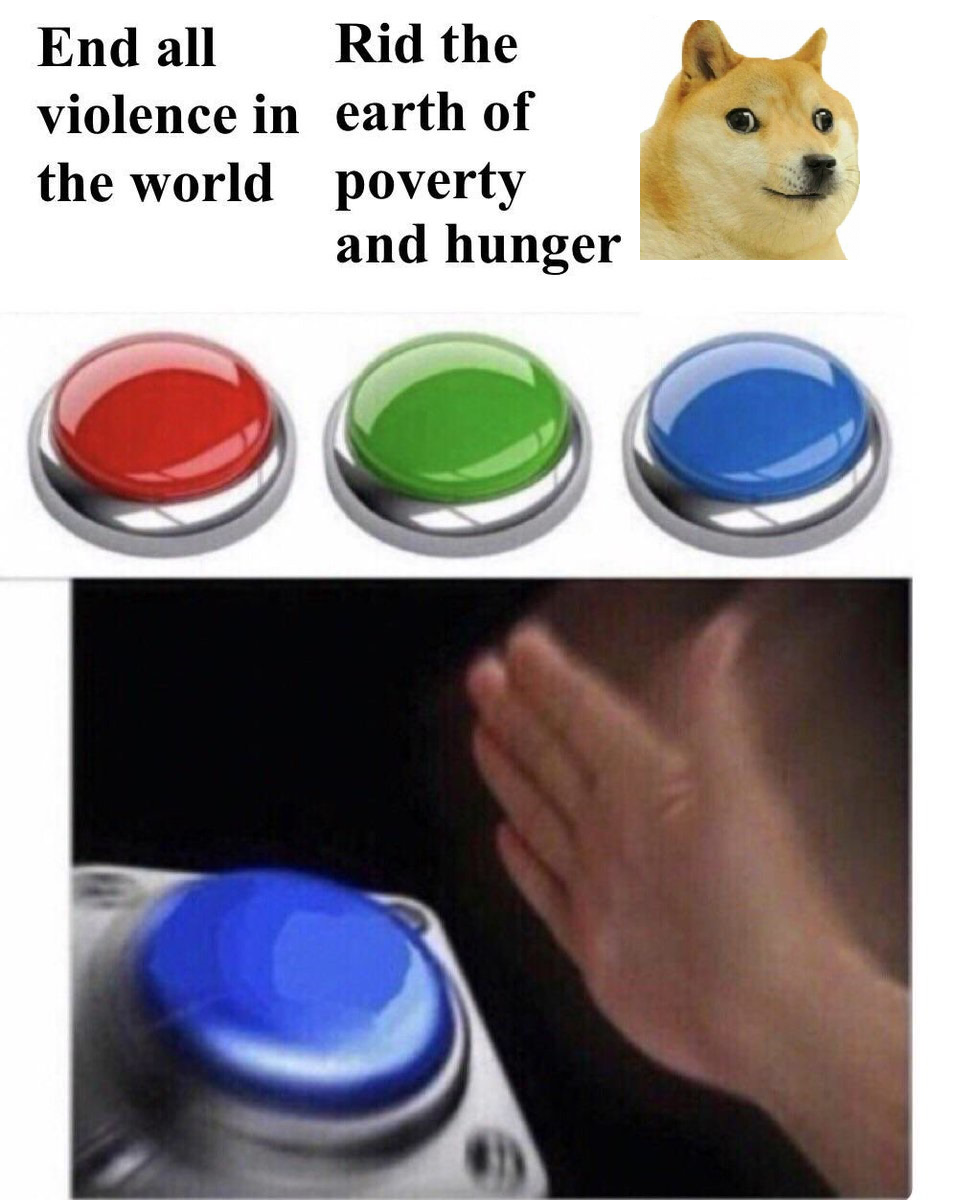 End all
violence in
the world
Rid the
earth of
poverty
and hunger